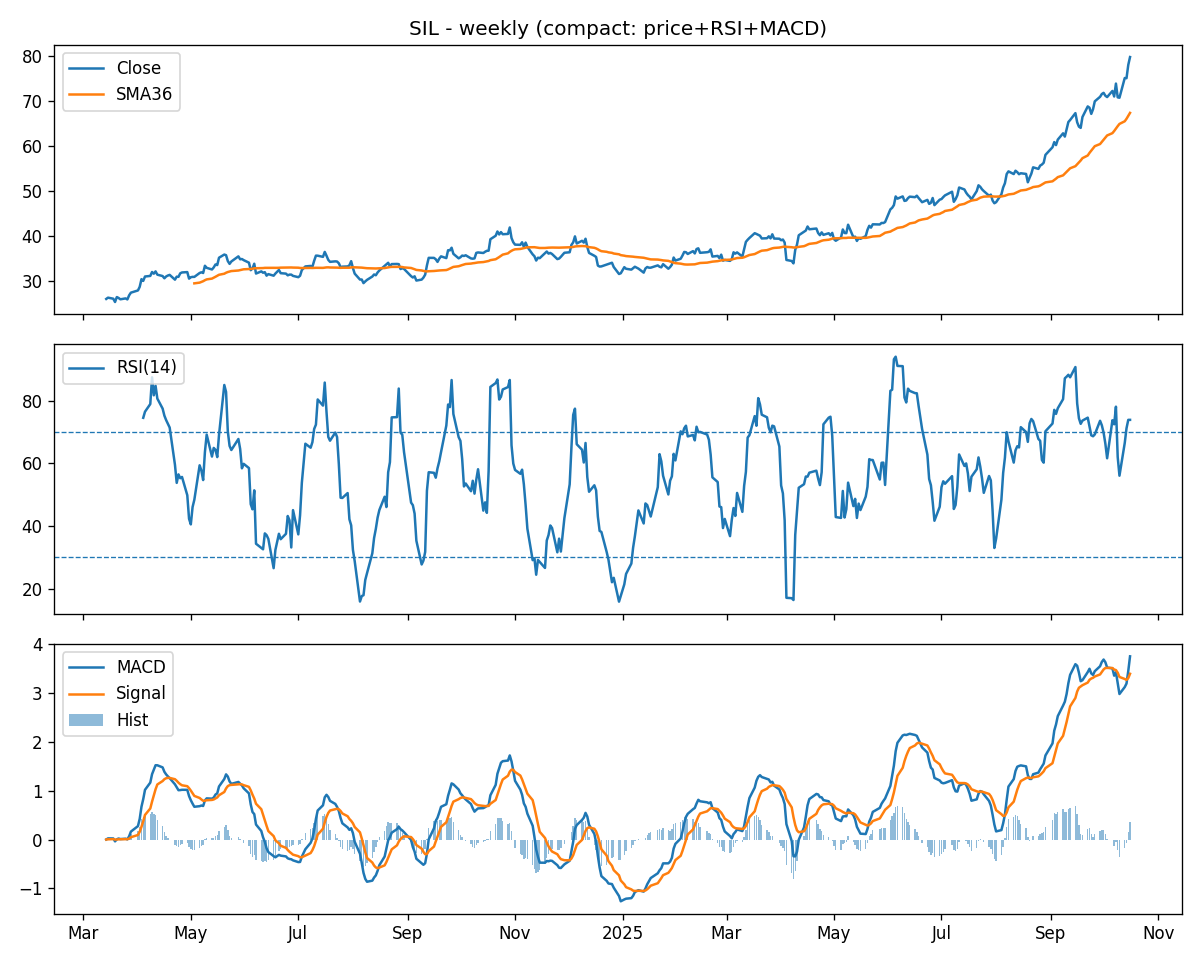 SIL - weekly (compact: price+RSI+MACD)
80
70
60
50
40
30
Close
SMA36
80
60
40
20
RSI(14)
4
3
2
1
0
−1
MACD
Signal
Hist
Mar May Jul Sep Nov 2025 Mar May Jul Sep Nov